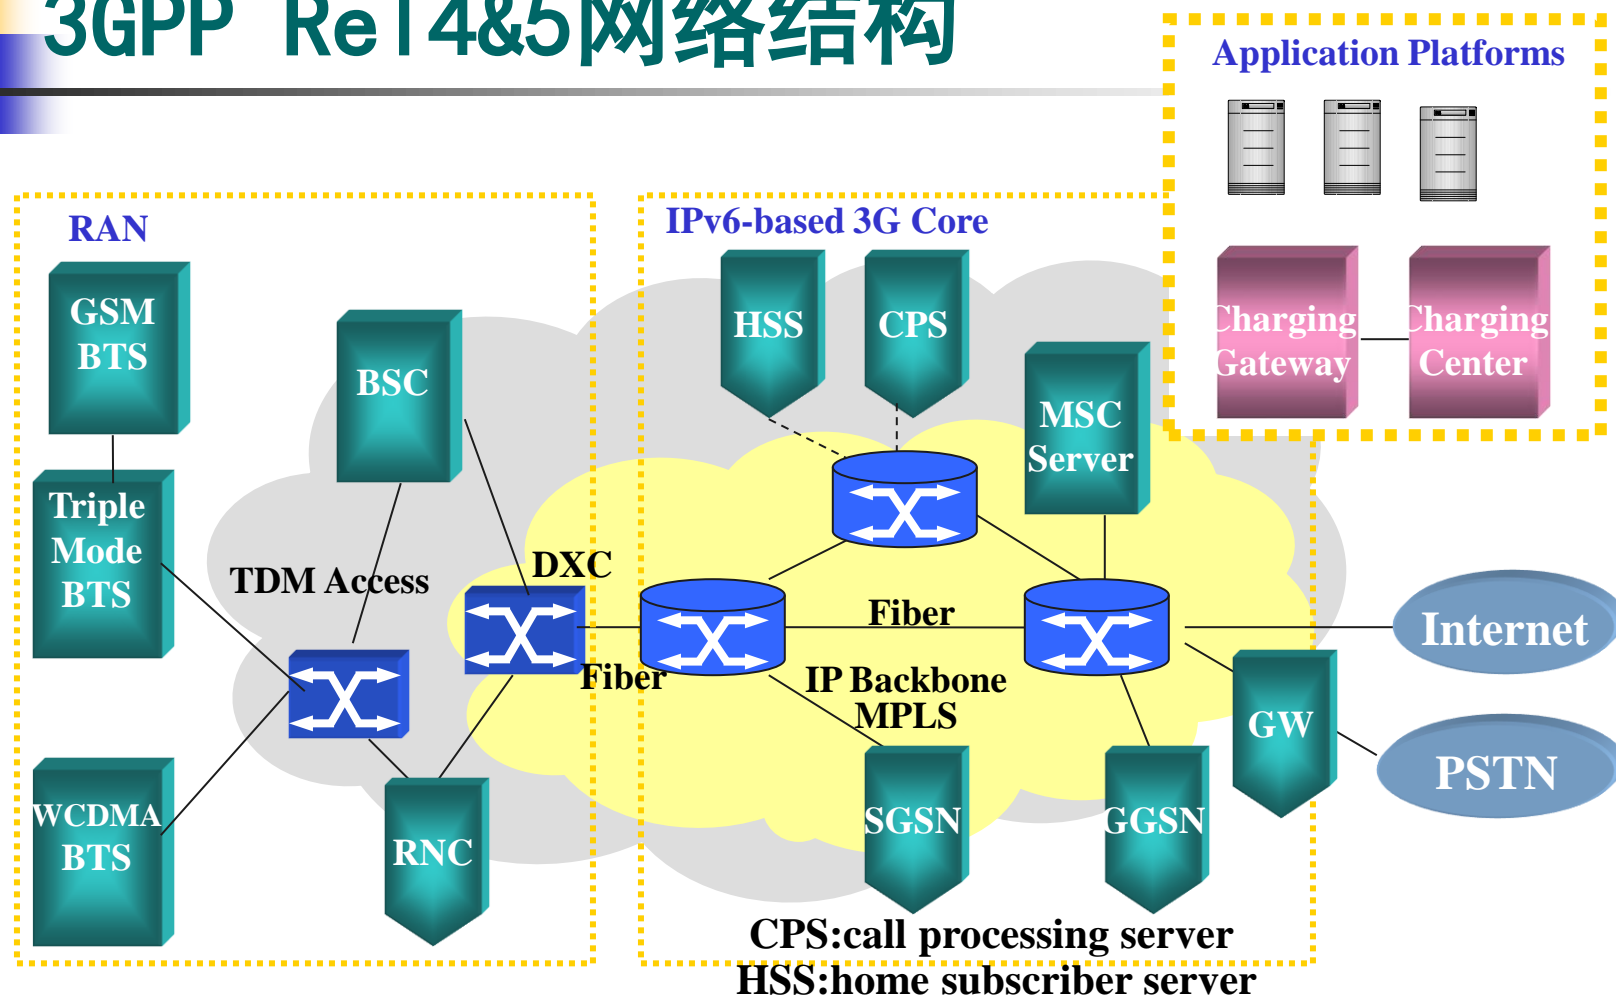 3GPP Rel4&5网络结构
Application Platforms
Charging
Gateway
Charging
Center
RAN
GSM
BTS
Triple
Mode
BTS
WCDMA
BTS
BSC
TDM Access
RNC
DXC
Fiber
IPv6-based 3G Core
HSS
CPS
MSC
Server
Fiber
IP Backbone
MPLS
SGSN
GGSN
GW
Internet
PSTN
CPS:call processing server
HSS:home subscriber server